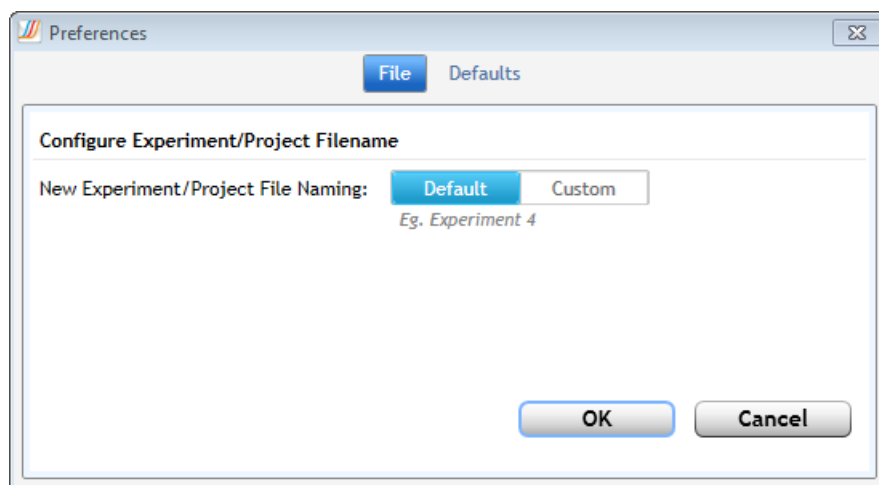 Preferences
File Defaults
Configure Experiment/Project Filename
New Experiment/Project File Naming: Default Custom
Eg. Experiment 4
OK Cancel